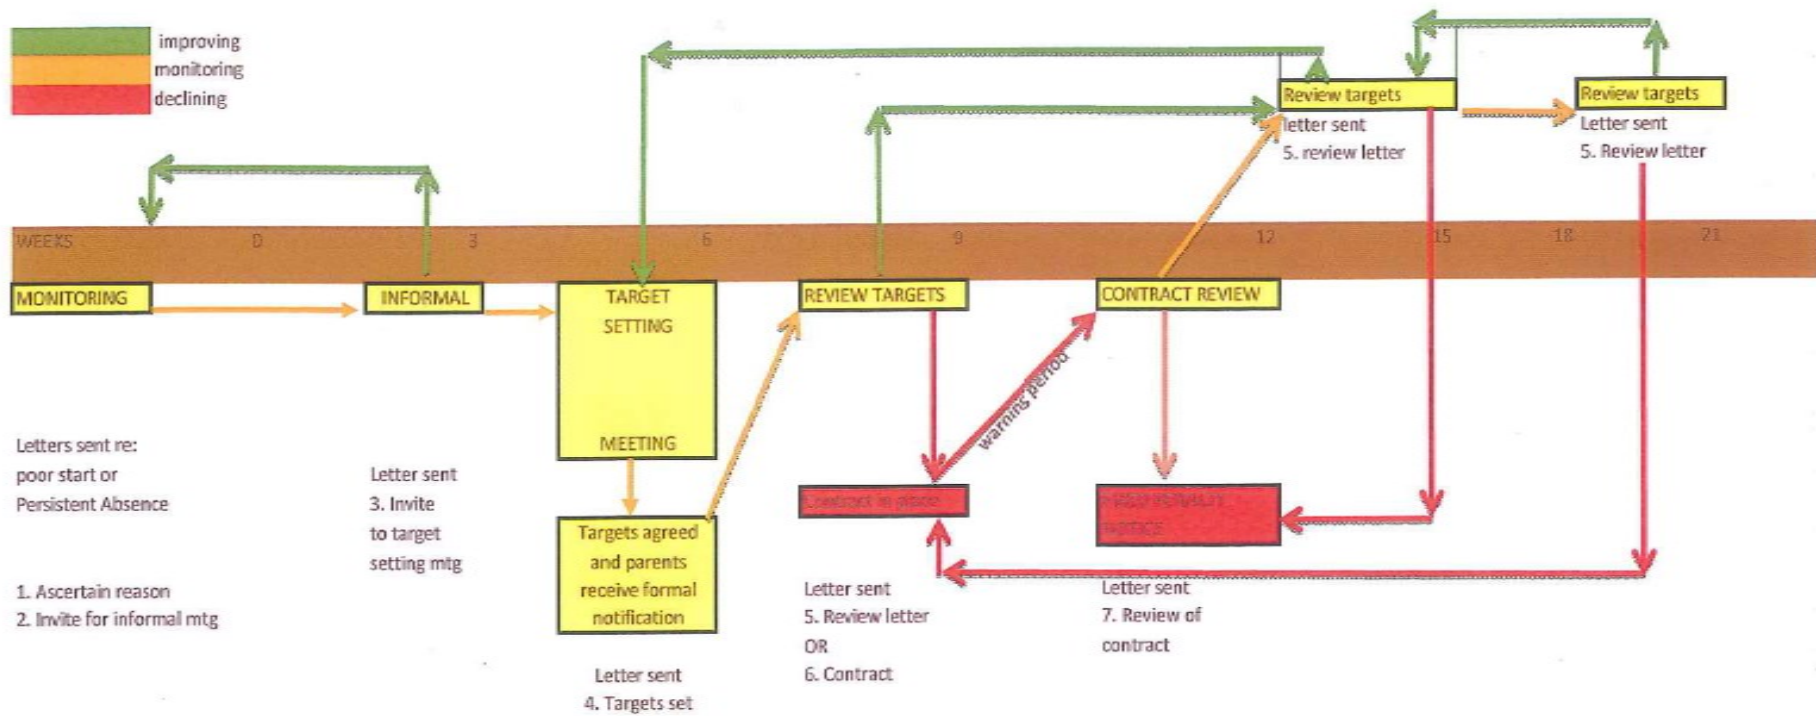 improving
monitoring
declining
Review targets
letter sent
5. review letter
Review targets
Letter sent
5. Review letter
WEEKS 0 3 6 9 12 15 18 21
MONITORING
INFORMAL
TARGET
SETTING
MEETING
REVIEW TARGETS
CONTRACT REVIEW
warning period
Letters sent re:
poor start or
Persistent Absence
1. Ascertain reason
2. Invite for informal mtg
Letter sent
3. Invite
to target
setting mtg
Targets agreed
and parents
receive formal
notification
Letter sent
4. Targets set
Contract in place
Letter sent
5. Review letter
OR
6. Contract
Letter sent
7. Review of
contract